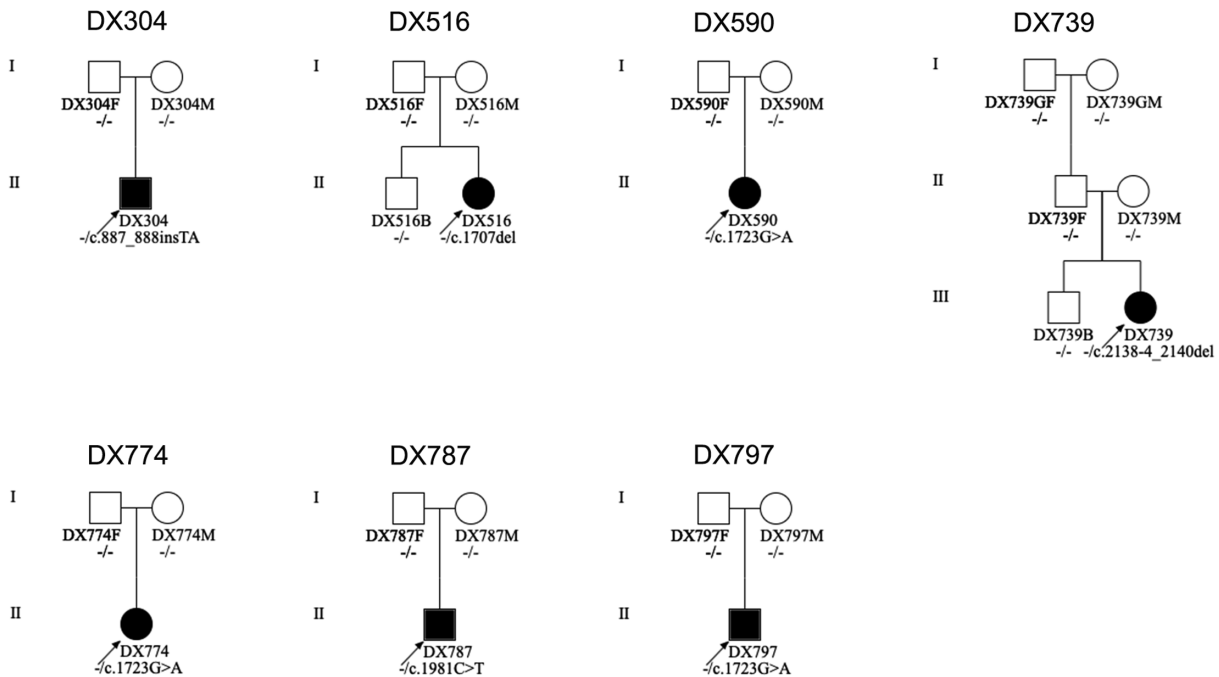 DX304 DX516 DX590 DX739
I I I I
DX304F DX304M DX516F DX516M DX590F DX590M DX739GF DX739GM
-/- -/- -/- -/- -/- -/- -/- -/-
II II II II
DX304 DX516B DX516 DX590 DX739F DX739M
-/c.887_888insTA -/- -/c.1707del -/c.1723G>A -/- -/-
III
DX739B DX739
-/- -/c.2138-4_2140del
DX774 DX787 DX797
I I I
DX774F DX774M DX787F DX787M DX797F DX797M
-/- -/- -/- -/- -/- -/-
II II II
DX774 DX787 DX797
-/c.1723G>A -/c.1981C>T -/c.1723G>A